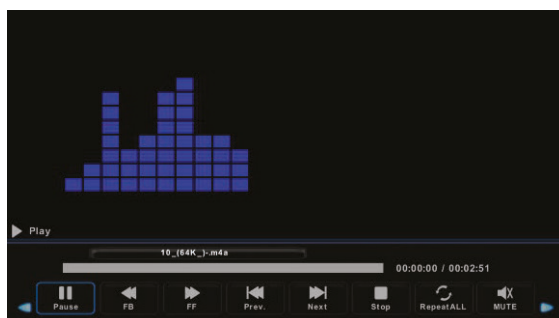 Play
10_(64K_)-.m4a
00:00:00 / 00:02:51
Pause FB FF Prev. Next Stop RepeatALL MUTE